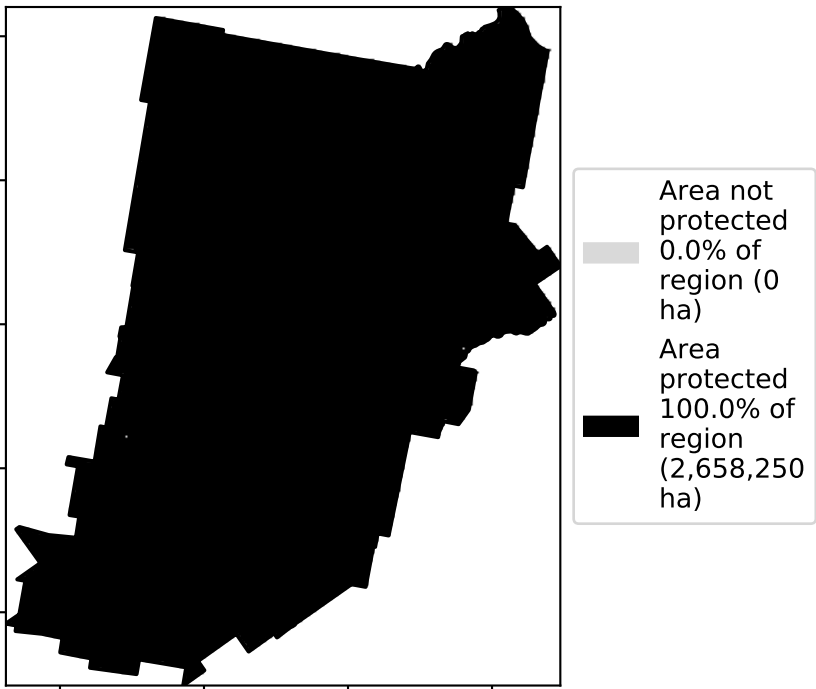 Area not
protected
0.0% of
region (0
ha)
Area
protected
100.0% of
region
(2,658,250
ha)